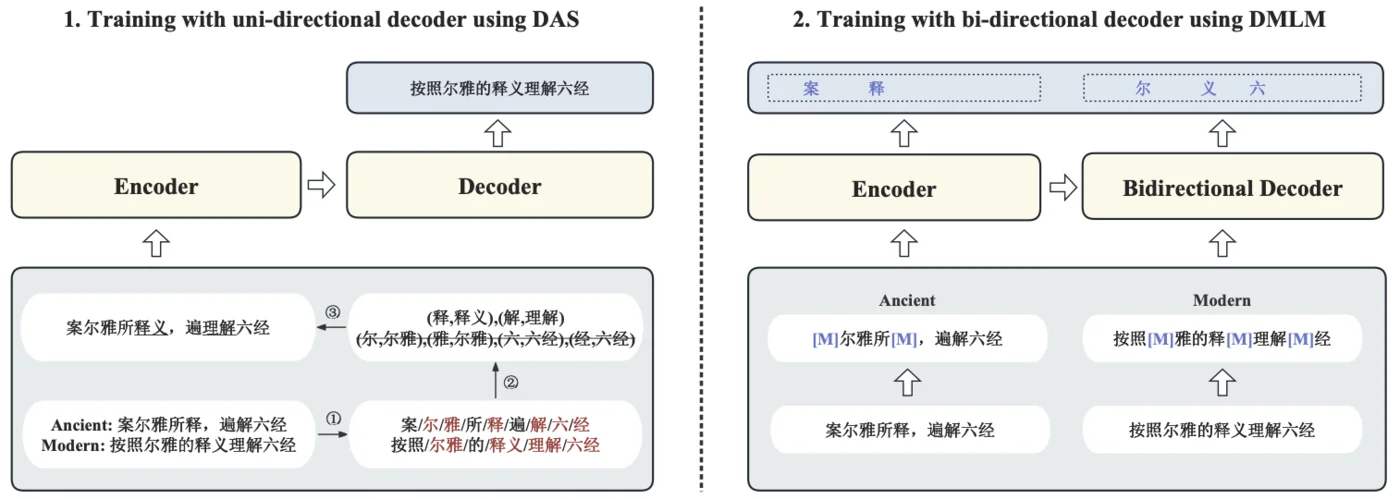 1. Training with uni-directional decoder using DAS
按照尔雅的释义理解六经
Encoder
Decoder
案尔雅所释义，遍理解六经
③
(释,释义),(解,理解)
(尔,尔雅),(雅,尔雅),(六,六经),(经,六经)
②
Ancient: 案尔雅所释，遍解六经
Modern: 按照尔雅的释义理解六经
①
案/尔/雅/所/释/遍/解/六/经
按照/尔雅/的/释义/理解/六经
2. Training with bi-directional decoder using DMLM
案 释
尔 义 六
Encoder
Bidirectional Decoder
Ancient
Modern
[M]尔雅所[M]，遍解六经
按照[M]雅的释[M]理解[M]经
案尔雅所释，遍解六经
按照尔雅的释义理解六经